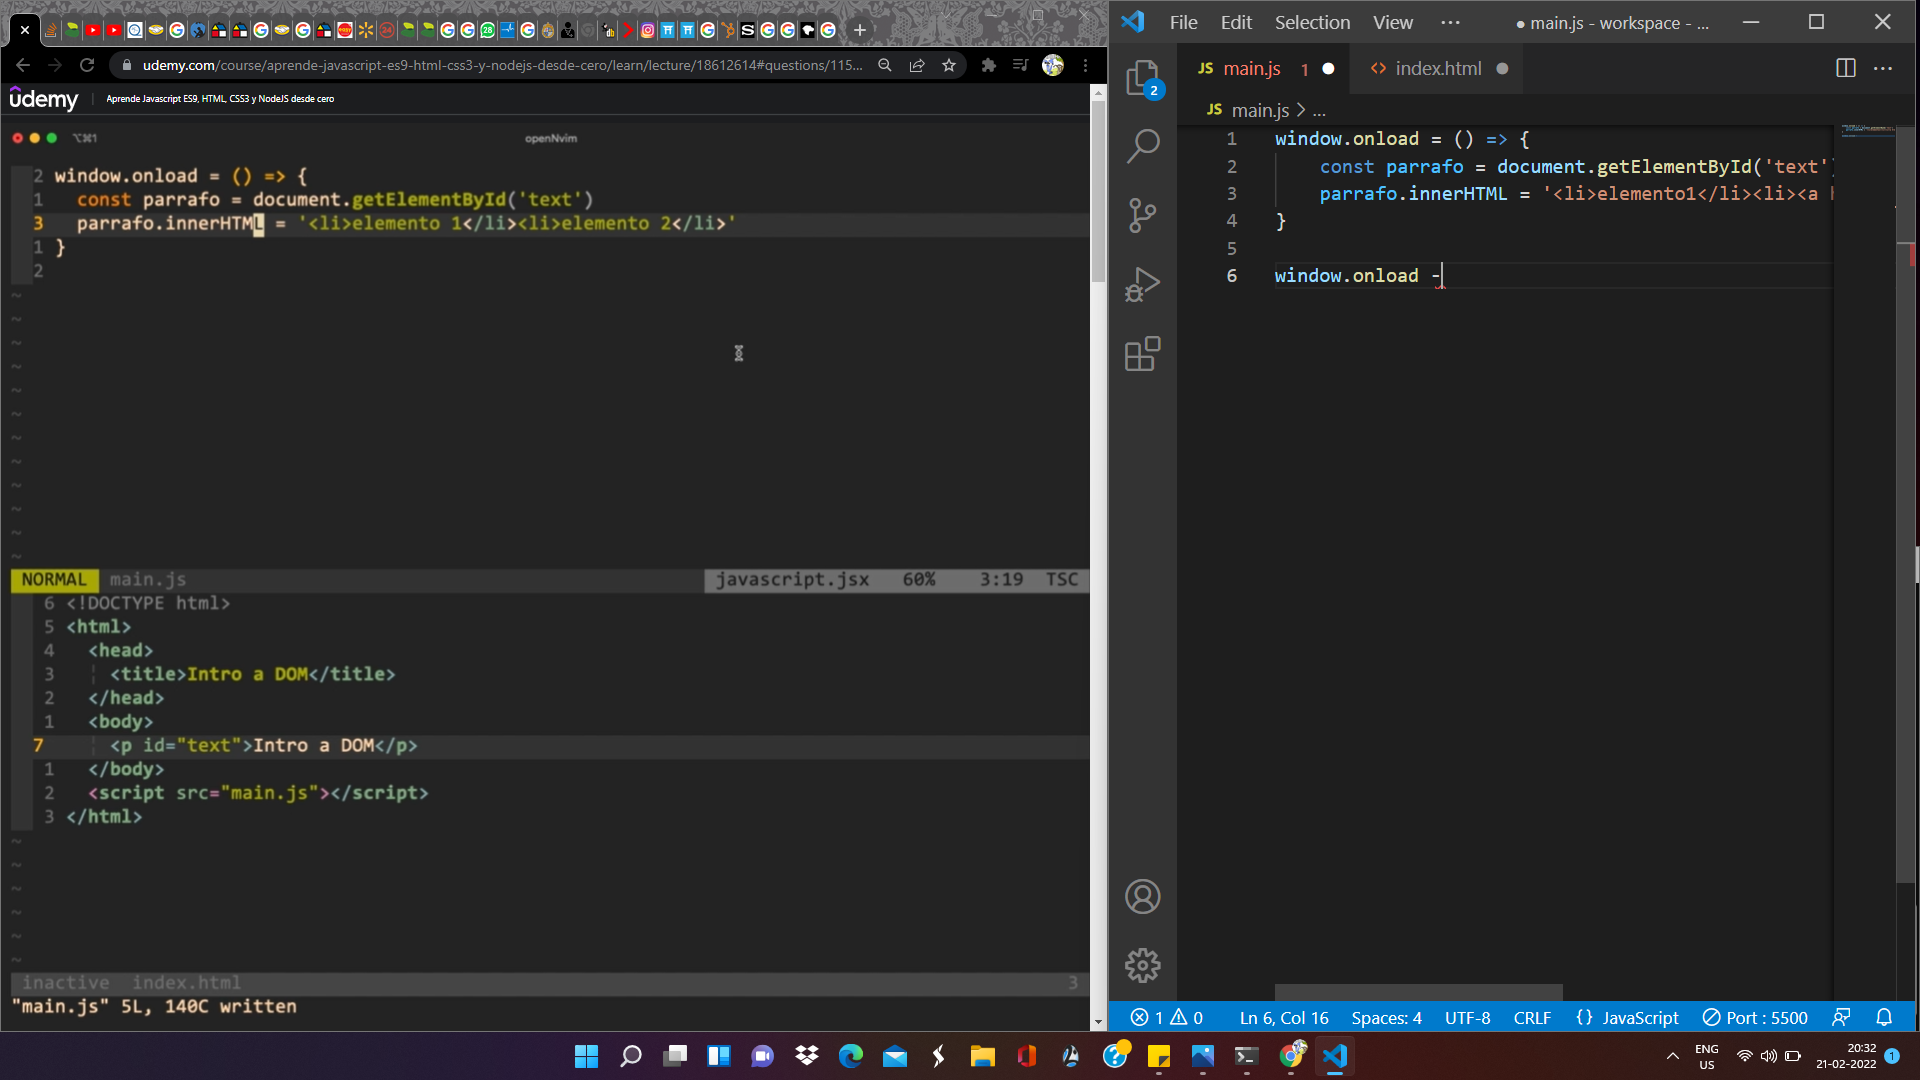 udemy.com/course/aprende-javascript-es9-html-css3-y-nodejs-desde-cero/learn/lecture/18612614#questions/115...
ûdemy
Aprende Javascript ES9, HTML, CSS3 y NodeJS desde cero
⌥⌘1
openNvim
2 window.onload = () => {
1 const parrafo = document.getElementById('text')
3 parrafo.innerHTML = '<li>elemento 1</li><li>elemento 2</li>'
1 }
2
~
~
~
~
~
~
~
~
~
~
~
~
NORMAL main.js javascript.jsx 60% 3:19 TSC
6 <!DOCTYPE html>
5 <html>
4 <head>
3 <title>Intro a DOM</title>
2 </head>
1 <body>
7 <p id="text">Intro a DOM</p>
1 </body>
2 <script src="main.js"></script>
3 </html>
~
~
~
~
~
~
inactive index.html 3
"main.js" 5L, 140C written
File Edit Selection View ··· ● main.js - workspace - ...
JS main.js 1 ● <> index.html ●
2
JS main.js > ...
1 window.onload = () => {
2 const parrafo = document.getElementById('text')
3 parrafo.innerHTML = '<li>elemento1</li><li><a h
4 }
5
6 window.onload -
1 0 Ln 6, Col 16 Spaces: 4 UTF-8 CRLF {} JavaScript Port : 5500
ENG
US
20:32
21-02-2022
1